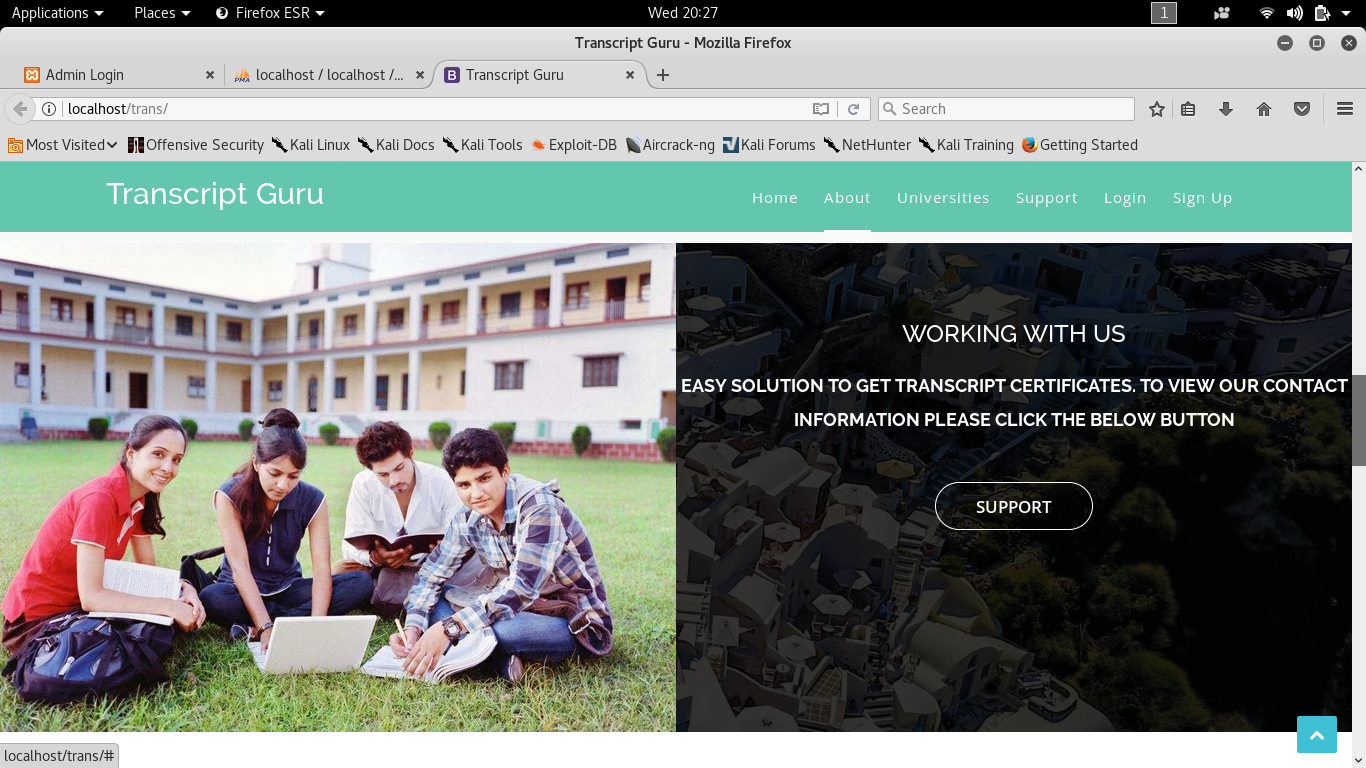 Applications Places Firefox ESR Wed 20:27 1
Transcript Guru - Mozilla Firefox
Admin Login localhost / localhost /... Transcript Guru
localhost/trans/ Search
Most Visited Offensive Security Kali Linux Kali Docs Kali Tools Exploit-DB Aircrack-ng Kali Forums NetHunter Kali Training Getting Started
Transcript Guru Home About Universities Support Login Sign Up
WORKING WITH US
EASY SOLUTION TO GET TRANSCRIPT CERTIFICATES. TO VIEW OUR CONTACT
INFORMATION PLEASE CLICK THE BELOW BUTTON
SUPPORT
localhost/trans/#